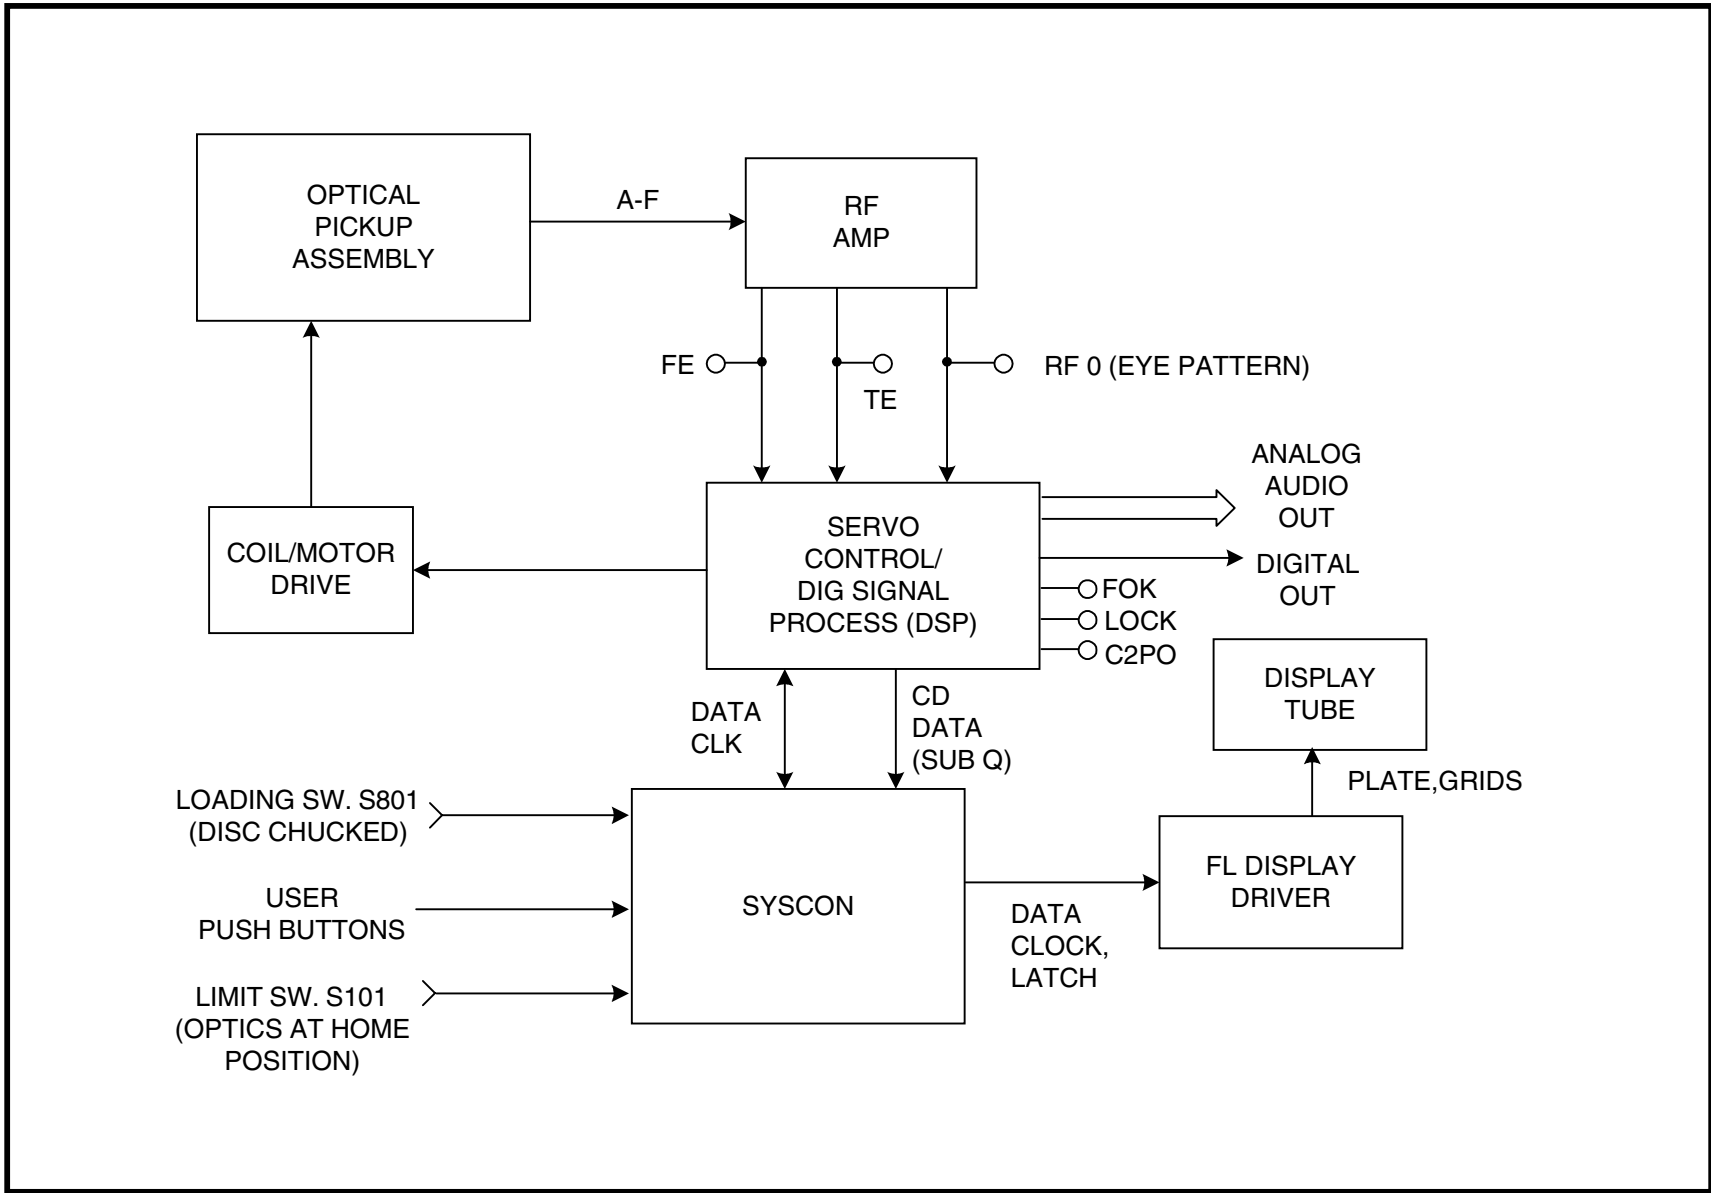 OPTICAL
PICKUP
ASSEMBLY
A-F
RF
AMP
FE
TE
RF 0 (EYE PATTERN)
COIL/MOTOR
DRIVE
SERVO
CONTROL/
DIG SIGNAL
PROCESS (DSP)
ANALOG
AUDIO
OUT
DIGITAL
OUT
FOK
LOCK
C2PO
DISPLAY
TUBE
DATA
CLK
CD
DATA
(SUB Q)
PLATE,GRIDS
LOADING SW. S801
(DISC CHUCKED)
USER
PUSH BUTTONS
LIMIT SW. S101
(OPTICS AT HOME
POSITION)
SYSCON
DATA
CLOCK,
LATCH
FL DISPLAY
DRIVER